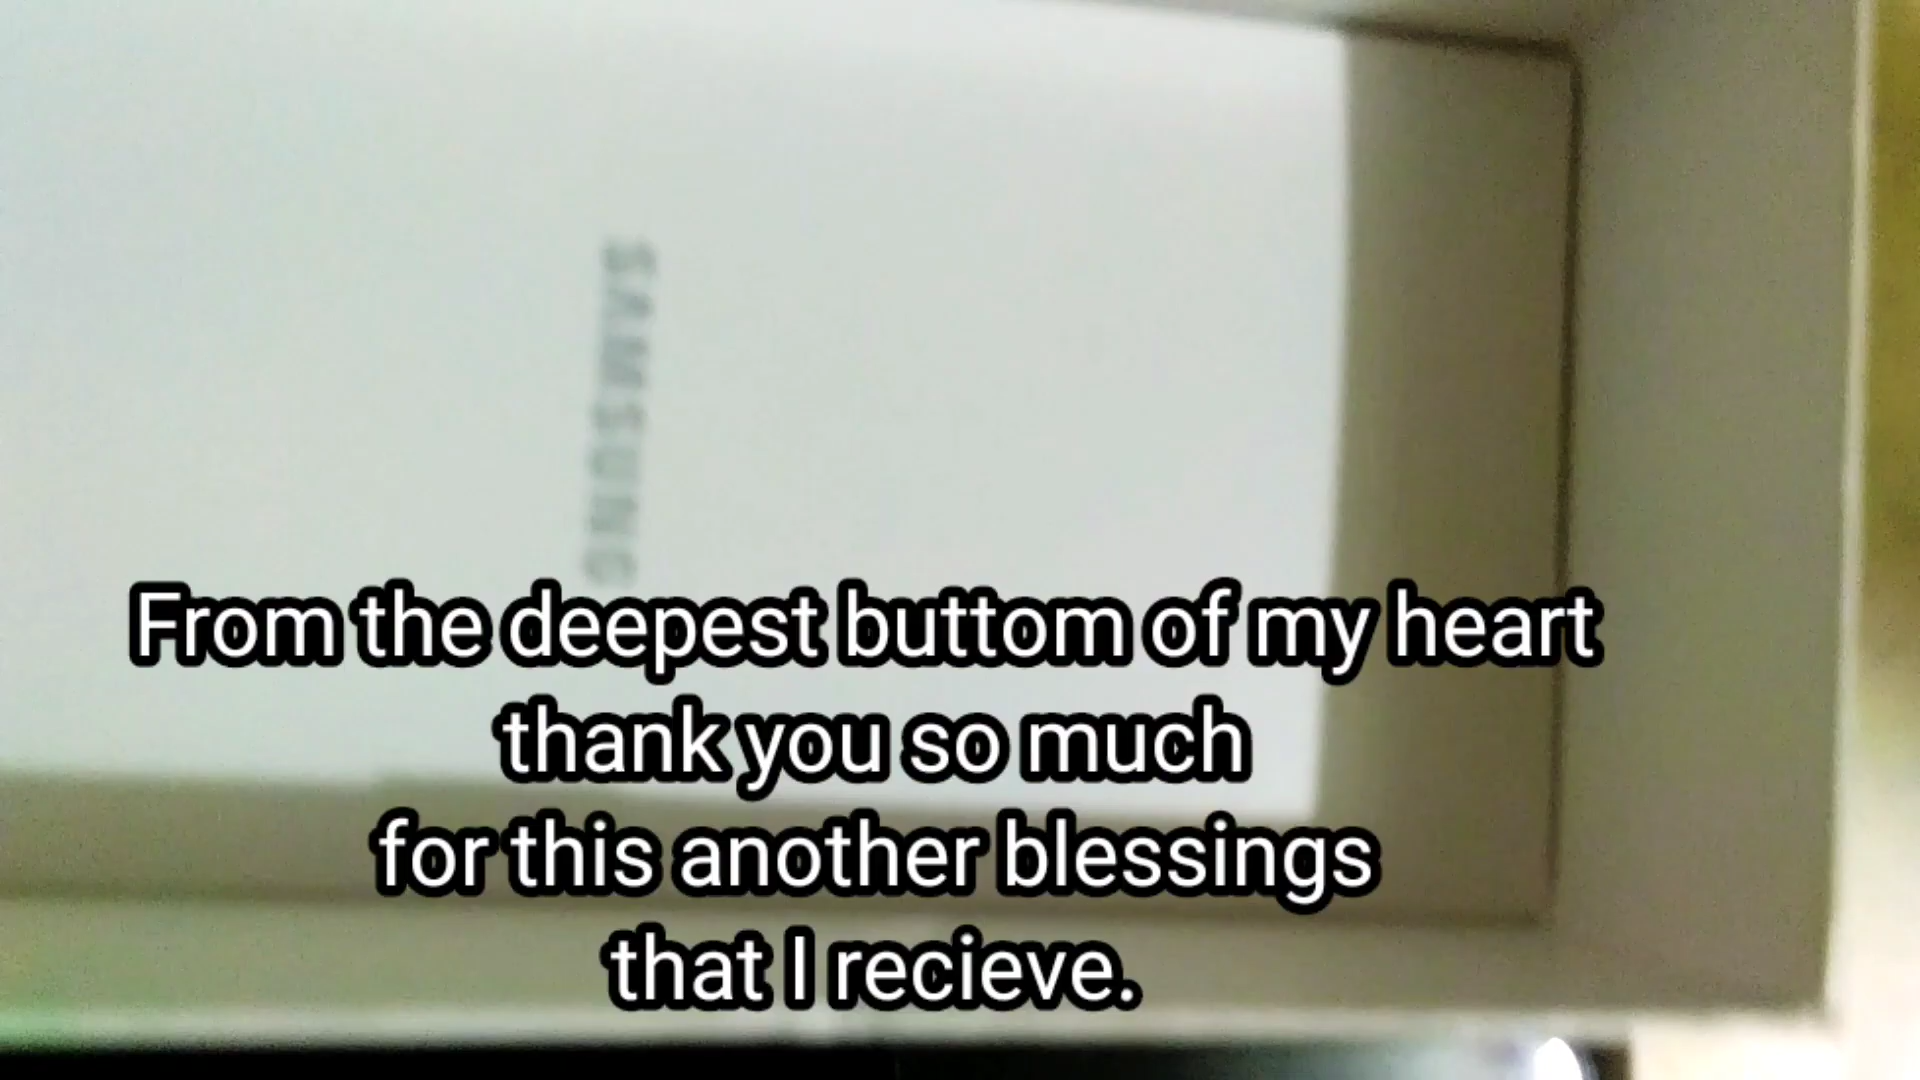 SAMSUNG
From the deepest buttom of my heart
thank you so much
for this another blessings
that I recieve.